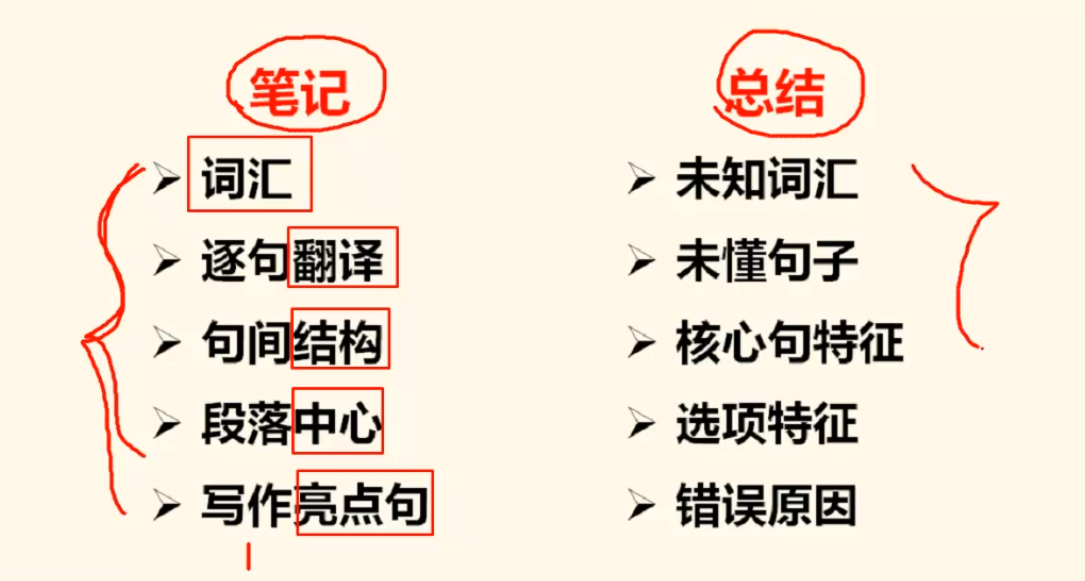 笔记
词汇
逐句翻译
句间结构
段落中心
写作亮点句
总结
未知词汇
未懂句子
核心句特征
选项特征
错误原因